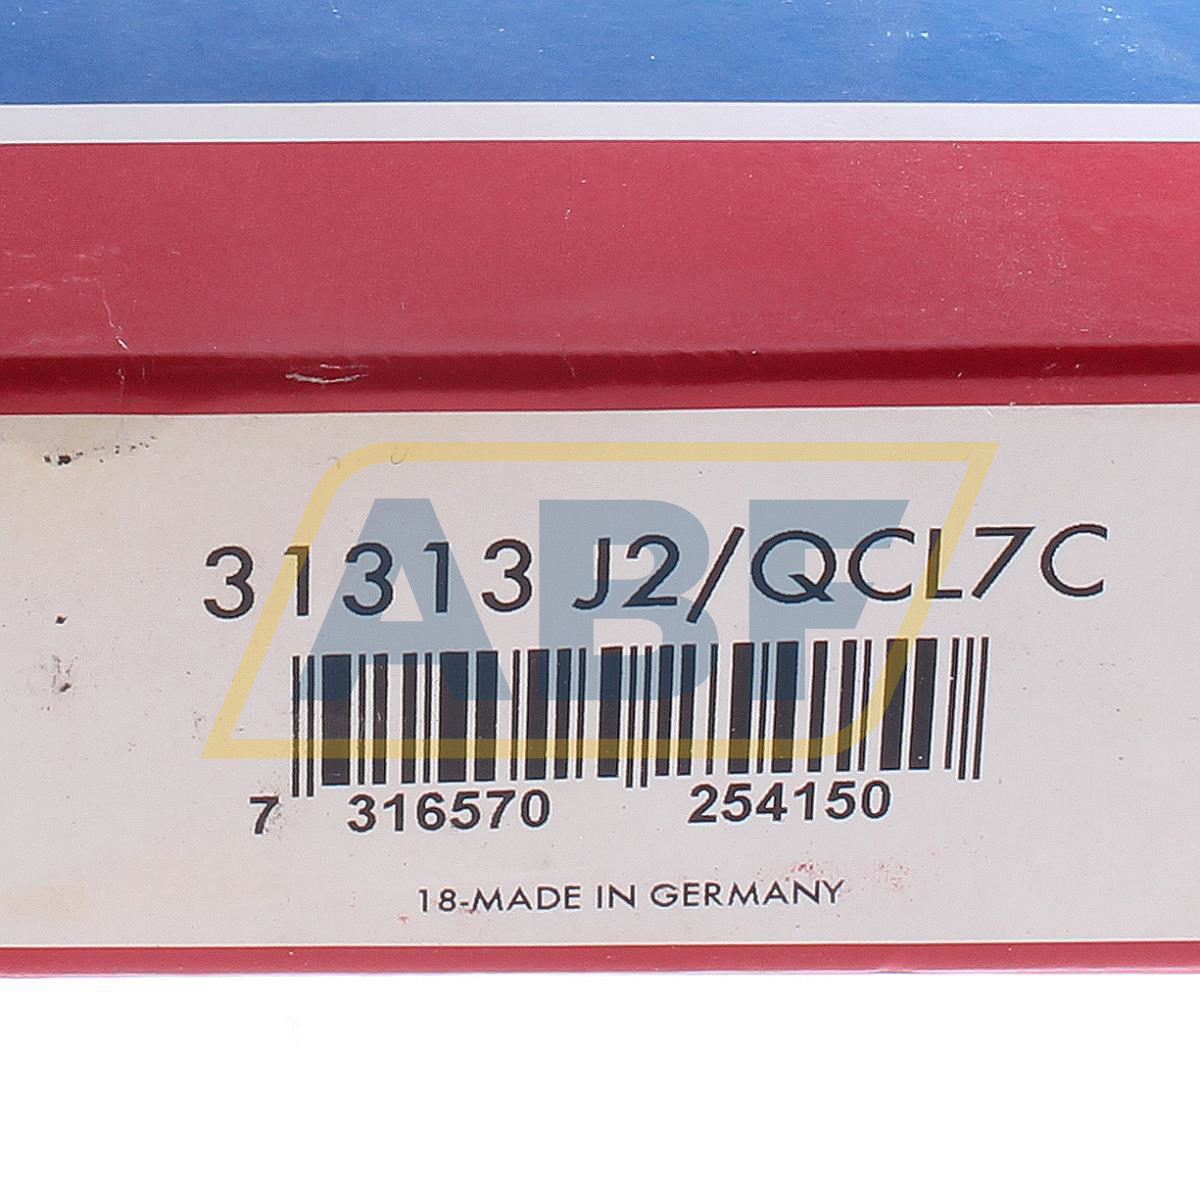 31313 J2/QCL7C
ABF
7 316570 254150
18-MADE IN GERMANY